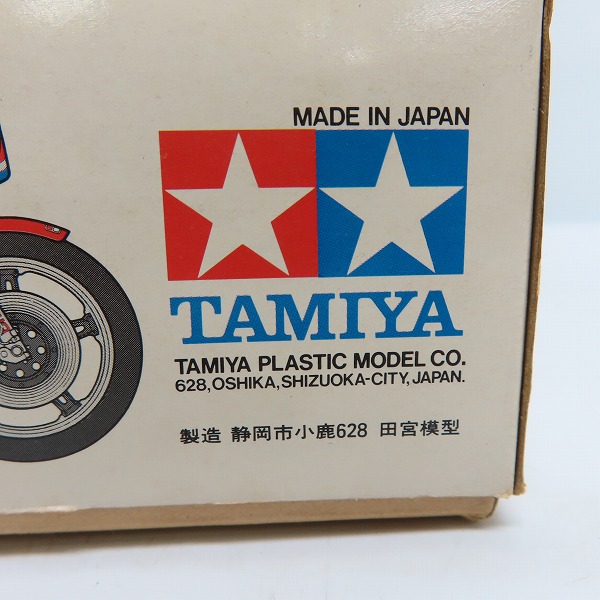 MADE IN JAPAN
TAMIYA
TAMIYA PLASTIC MODEL CO.
628,OSHIKA,SHIZUOKA-CITY,JAPAN.
製造 静岡市小鹿628 田宮模型